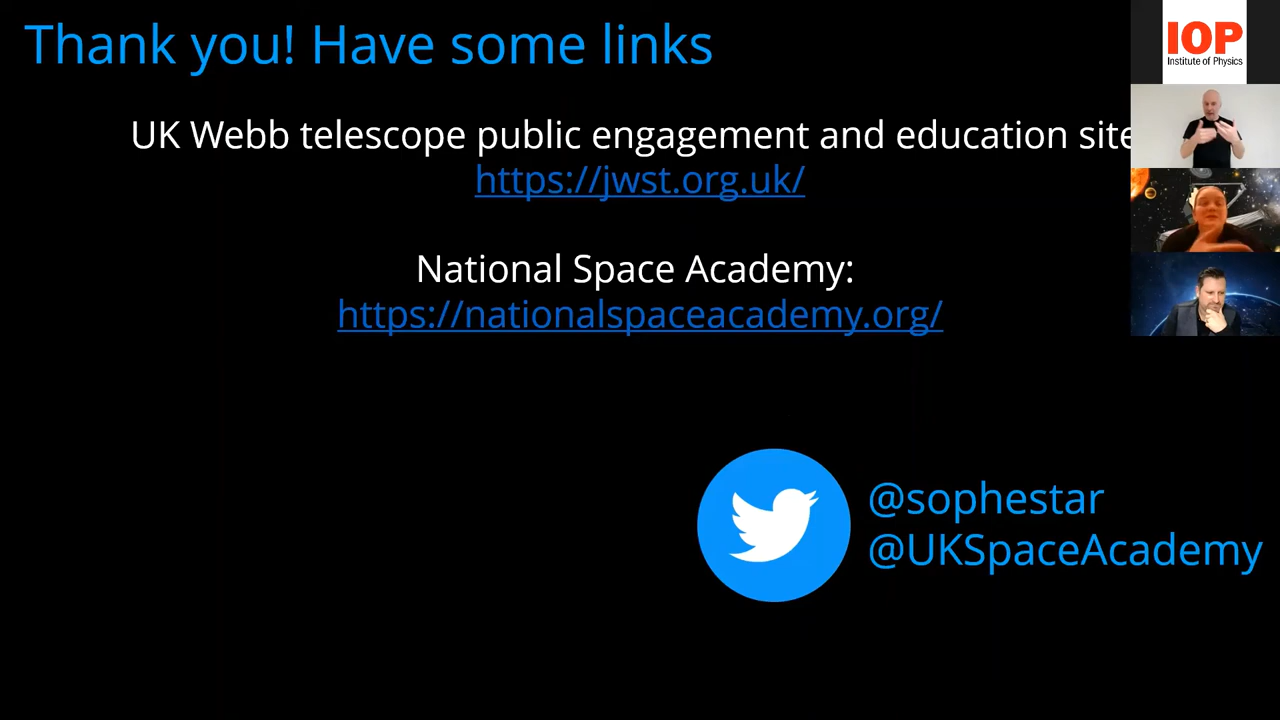 Thank you! Have some links
IOP
Institute of Physics
UK Webb telescope public engagement and education site
https://jwst.org.uk/
National Space Academy:
https://nationalspaceacademy.org/
@sophestar
@UKSpaceAcademy